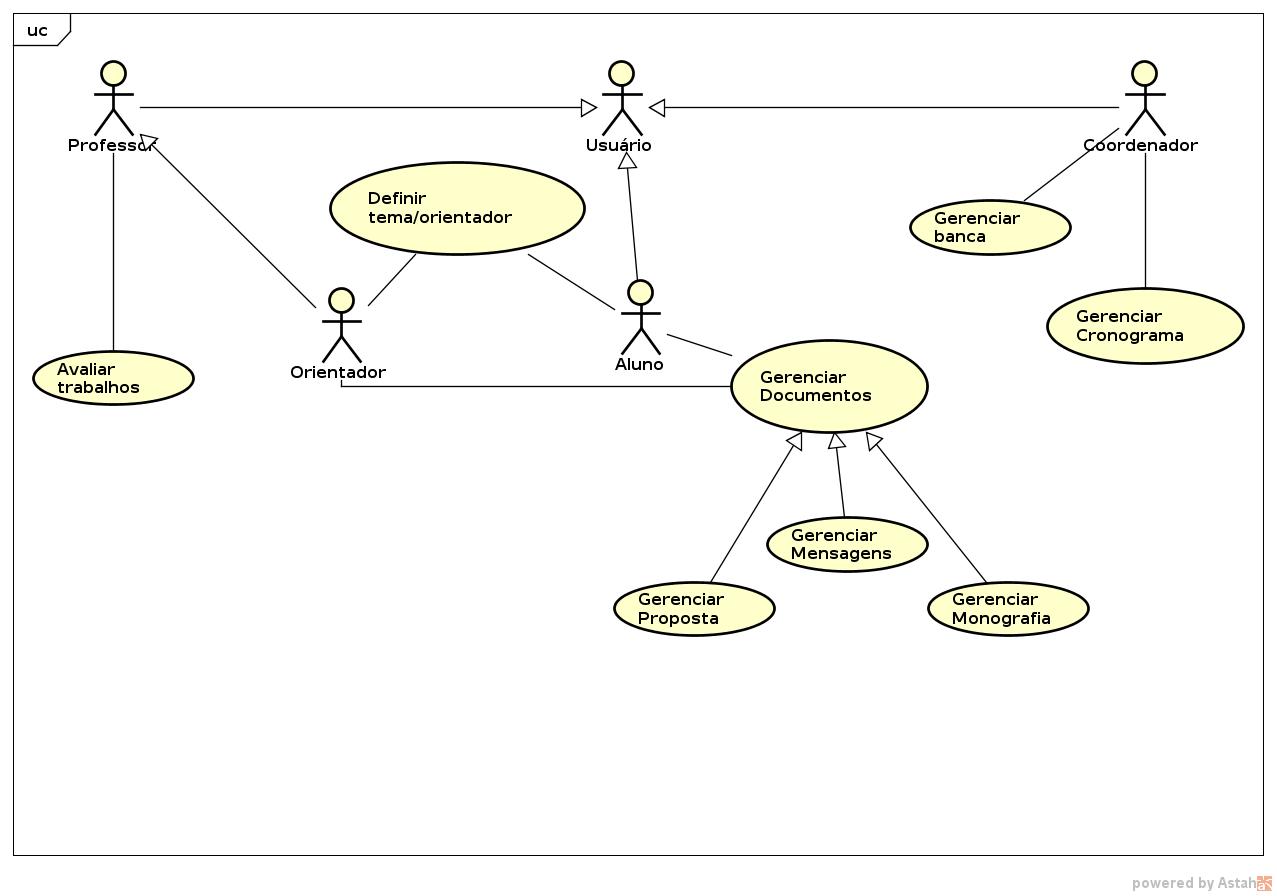 uc
Professor
Usuário
Coordenador
Definir
tema/orientador
Gerenciar
banca
Gerenciar
Cronograma
Orientador
Aluno
Avaliar
trabalhos
Gerenciar
Documentos
Gerenciar
Mensagens
Gerenciar
Proposta
Gerenciar
Monografia
powered by Astah